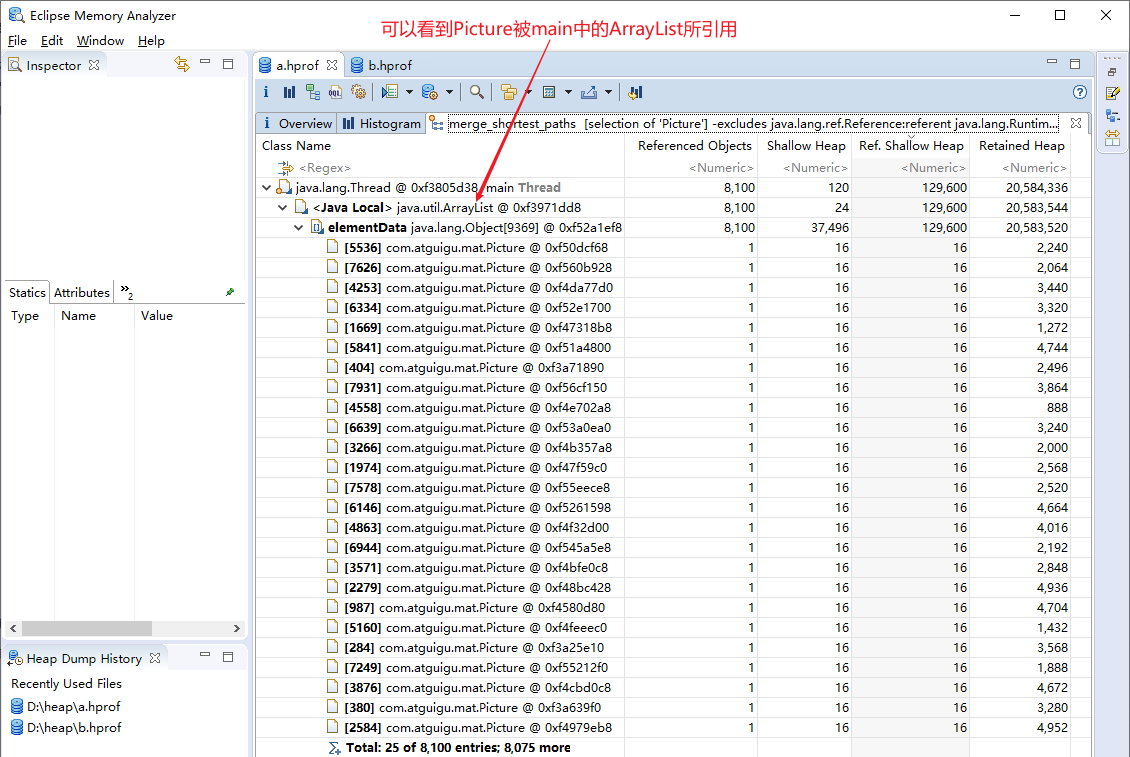 Eclipse Memory Analyzer
可以看到Picture被main中的ArrayList所引用
File Edit Window Help
Inspector
a.hprof b.hprof
Overview Histogram merge_shortest_paths [selection of 'Picture'] -excludes java.lang.ref.Reference:referent java.lang.Runtim...
Class Name Referenced Objects Shallow Heap Ref. Shallow Heap Retained Heap
<Regex> <Numeric> <Numeric> <Numeric> <Numeric>
java.lang.Thread @ 0xf3805d38 main Thread 8,100 120 129,600 20,584,336
<Java Local> java.util.ArrayList @ 0xf3971dd8 8,100 24 129,600 20,583,544
elementData java.lang.Object[9369] @ 0xf52a1ef8 8,100 37,496 129,600 20,583,520
[5536] com.atguigu.mat.Picture @ 0xf50dcf68 1 16 16 2,240
[7626] com.atguigu.mat.Picture @ 0xf560b928 1 16 16 2,064
[4253] com.atguigu.mat.Picture @ 0xf4da77d0 1 16 16 3,440
[6334] com.atguigu.mat.Picture @ 0xf52e1700 1 16 16 3,320
[1669] com.atguigu.mat.Picture @ 0xf47318b8 1 16 16 1,272
[5841] com.atguigu.mat.Picture @ 0xf51a4800 1 16 16 4,744
[404] com.atguigu.mat.Picture @ 0xf3a71890 1 16 16 2,496
[7931] com.atguigu.mat.Picture @ 0xf56cf150 1 16 16 3,864
[4558] com.atguigu.mat.Picture @ 0xf4e702a8 1 16 16 888
[6639] com.atguigu.mat.Picture @ 0xf53a0ea0 1 16 16 3,240
[3266] com.atguigu.mat.Picture @ 0xf4b357a8 1 16 16 2,000
[1974] com.atguigu.mat.Picture @ 0xf47f59c0 1 16 16 2,568
[7578] com.atguigu.mat.Picture @ 0xf55eece8 1 16 16 2,520
[6146] com.atguigu.mat.Picture @ 0xf5261598 1 16 16 4,664
[4863] com.atguigu.mat.Picture @ 0xf4f32d00 1 16 16 4,016
[6944] com.atguigu.mat.Picture @ 0xf545a5e8 1 16 16 2,192
[3571] com.atguigu.mat.Picture @ 0xf4bfe0c8 1 16 16 2,848
[2279] com.atguigu.mat.Picture @ 0xf48bc428 1 16 16 4,936
[987] com.atguigu.mat.Picture @ 0xf4580d80 1 16 16 4,704
[5160] com.atguigu.mat.Picture @ 0xf4feeec0 1 16 16 1,432
[284] com.atguigu.mat.Picture @ 0xf3a25e10 1 16 16 3,568
[7249] com.atguigu.mat.Picture @ 0xf55212f0 1 16 16 1,888
[3876] com.atguigu.mat.Picture @ 0xf4cbd0c8 1 16 16 4,672
[380] com.atguigu.mat.Picture @ 0xf3a639f0 1 16 16 3,280
[2584] com.atguigu.mat.Picture @ 0xf4979eb8 1 16 16 4,952
Total: 25 of 8,100 entries; 8,075 more
Statics Attributes 2
Type Name Value
Heap Dump History
Recently Used Files
D:\heap\a.hprof
D:\heap\b.hprof